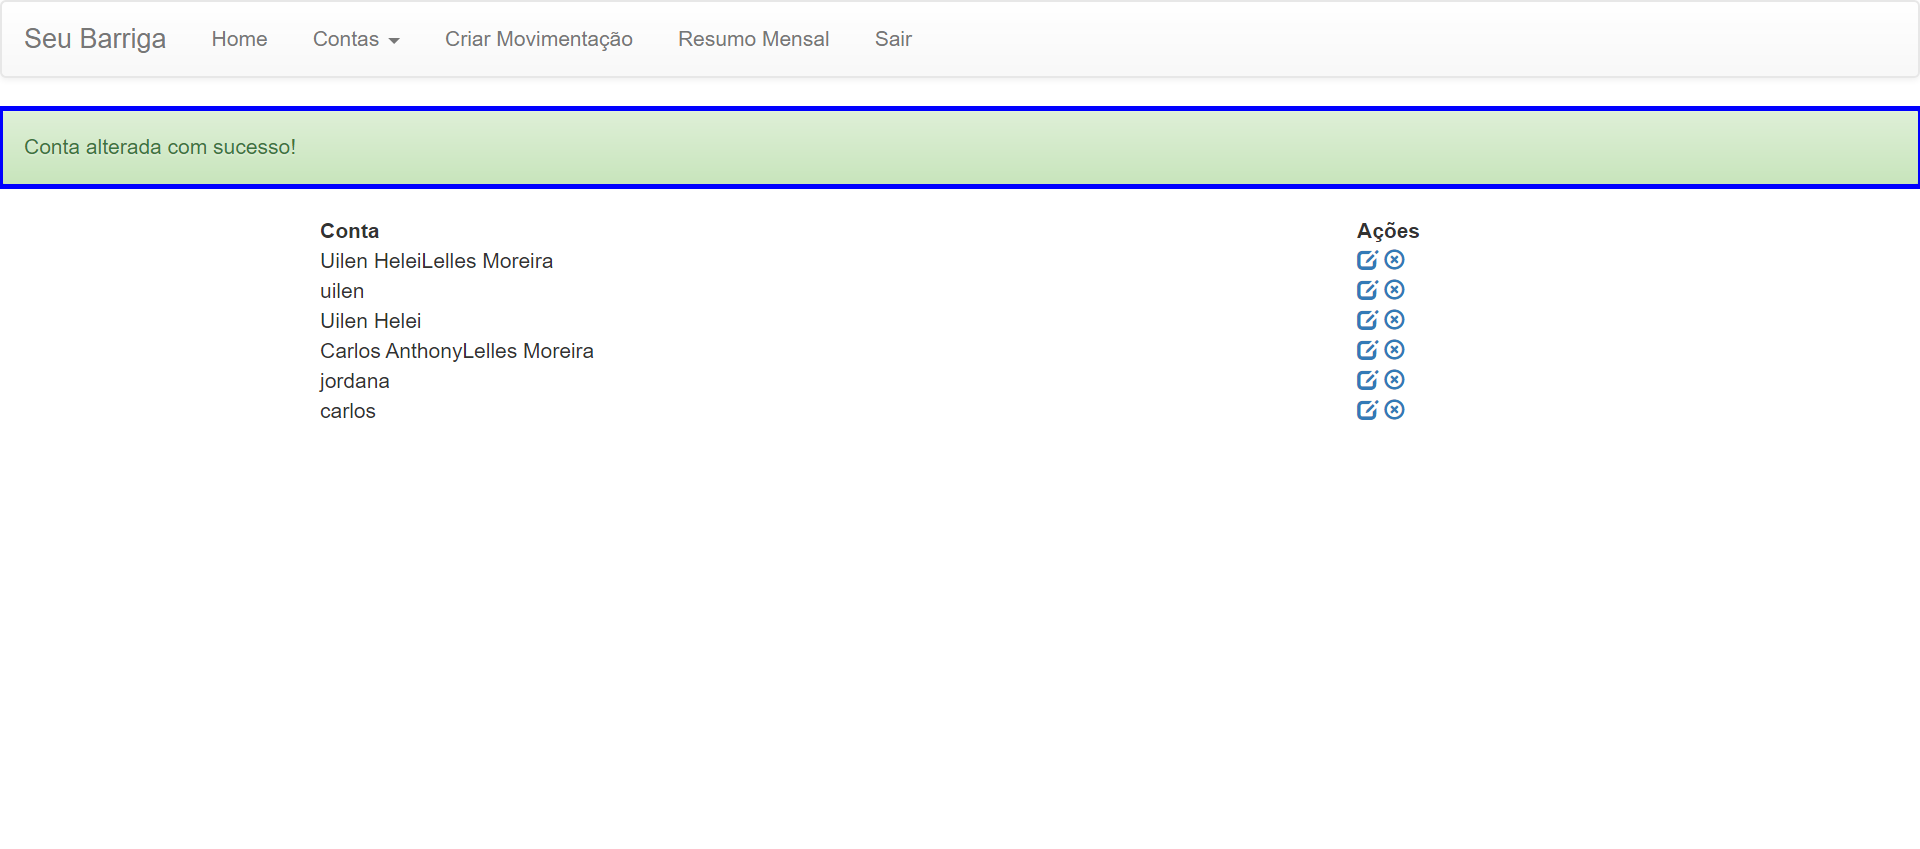 Seu Barriga Home Contas Criar Movimentação Resumo Mensal Sair
Conta alterada com sucesso!
Conta Ações
Uilen HeleiLelles Moreira
uilen
Uilen Helei
Carlos AnthonyLelles Moreira
jordana
carlos